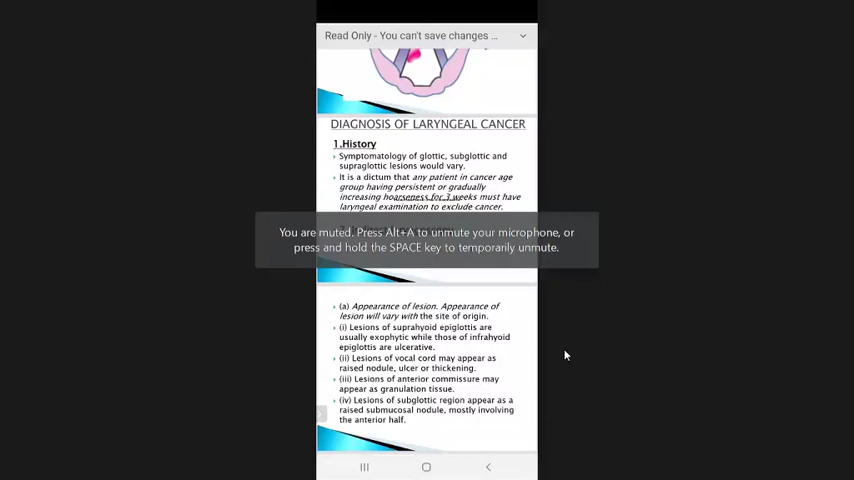 Read Only - You can't save changes ...
DIAGNOSIS OF LARYNGEAL CANCER
1.History
Symptomatology of glottic, subglottic and
supraglottic lesions would vary.
It is a dictum that any patient in cancer age
group having persistent or gradually
increasing hoarseness for 3 weeks must have
laryngeal examination to exclude cancer.
You are muted. Press Alt+A to unmute your microphone, or
press and hold the SPACE key to temporarily unmute.
(a) Appearance of lesion. Appearance of
lesion will vary with the site of origin.
(i) Lesions of suprahyoid epiglottis are
usually exophytic while those of infrahyoid
epiglottis are ulcerative.
(ii) Lesions of vocal cord may appear as
raised nodule, ulcer or thickening.
(iii) Lesions of anterior commissure may
appear as granulation tissue.
(iv) Lesions of subglottic region appear as a
raised submucosal nodule, mostly involving
the anterior half.